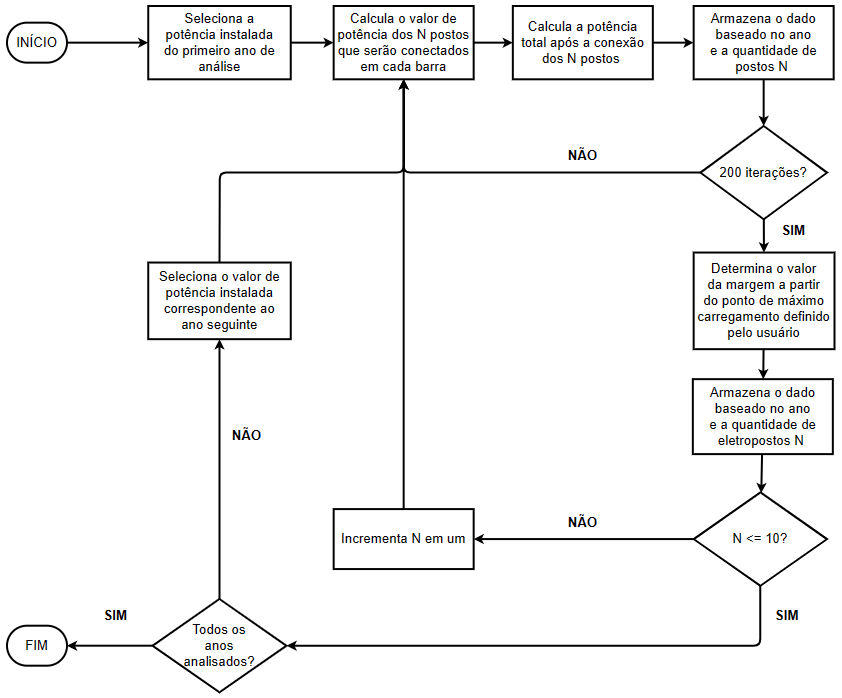 INÍCIO
Seleciona a
potência instalada
do primeiro ano de
análise
Calcula o valor de
potência dos N postos
que serão conectados
em cada barra
Calcula a potência
total após a conexão
dos N postos
Armazena o dado
baseado no ano
e a quantidade de
postos N
200 iterações?
NÃO
SIM
Determina o valor
da margem a partir
do ponto de máximo
carregamento definido
pelo usuário
Armazena o dado
baseado no ano
e a quantidade de
eletropostos N
N <= 10?
NÃO
Incrementa N em um
SIM
Todos os
anos
analisados?
NÃO
Seleciona o valor de
potência instalada
correspondente ao
ano seguinte
SIM
FIM